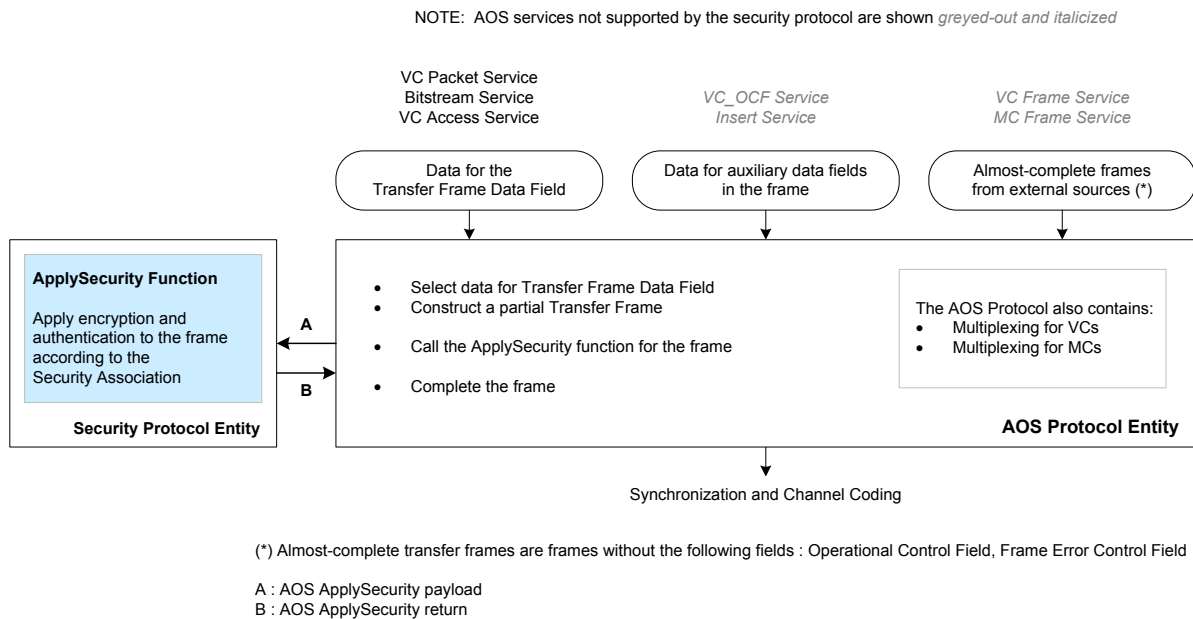 NOTE: AOS services not supported by the security protocol are shown greyed-out and italicized
VC Packet Service
Bitstream Service
VC Access Service
VC_OCF Service
Insert Service
VC Frame Service
MC Frame Service
Data for the
Transfer Frame Data Field
Data for auxiliary data fields
in the frame
Almost-complete frames
from external sources (*)
ApplySecurity Function
Apply encryption and
authentication to the frame
according to the
Security Association
Security Protocol Entity
A
B
• Select data for Transfer Frame Data Field
• Construct a partial Transfer Frame
• Call the ApplySecurity function for the frame
• Complete the frame
The AOS Protocol also contains:
• Multiplexing for VCs
• Multiplexing for MCs
AOS Protocol Entity
Synchronization and Channel Coding
(*) Almost-complete transfer frames are frames without the following fields : Operational Control Field, Frame Error Control Field
A : AOS ApplySecurity payload
B : AOS ApplySecurity return